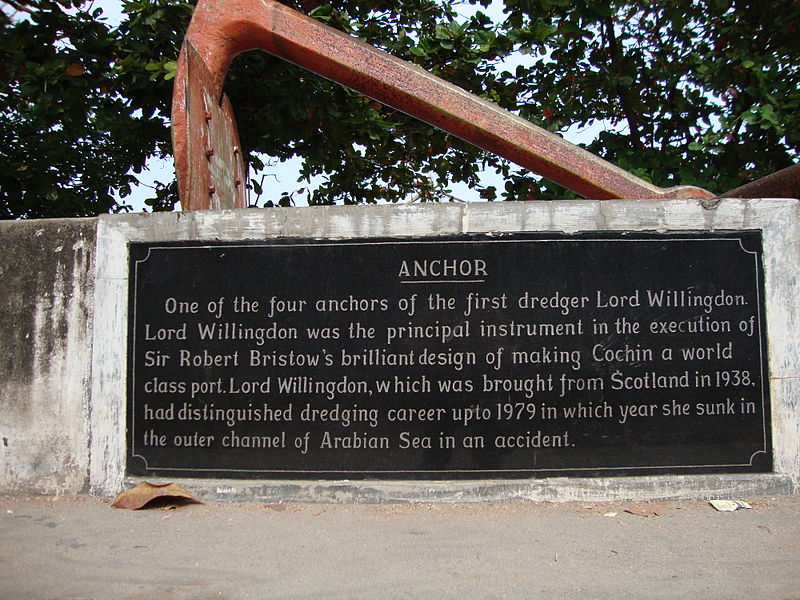 ANCHOR
One of the four anchors of the first dredger Lord Willingdon.
Lord Willingdon was the principal instrument in the execution of
Sir Robert Bristow's brilliant design of making Cochin a world
class port. Lord Willingdon, which was brought from Scotland in 1938,
had distinguished dredging career upto 1979 in which year she sunk in
the outer channel of Arabian Sea in an accident.